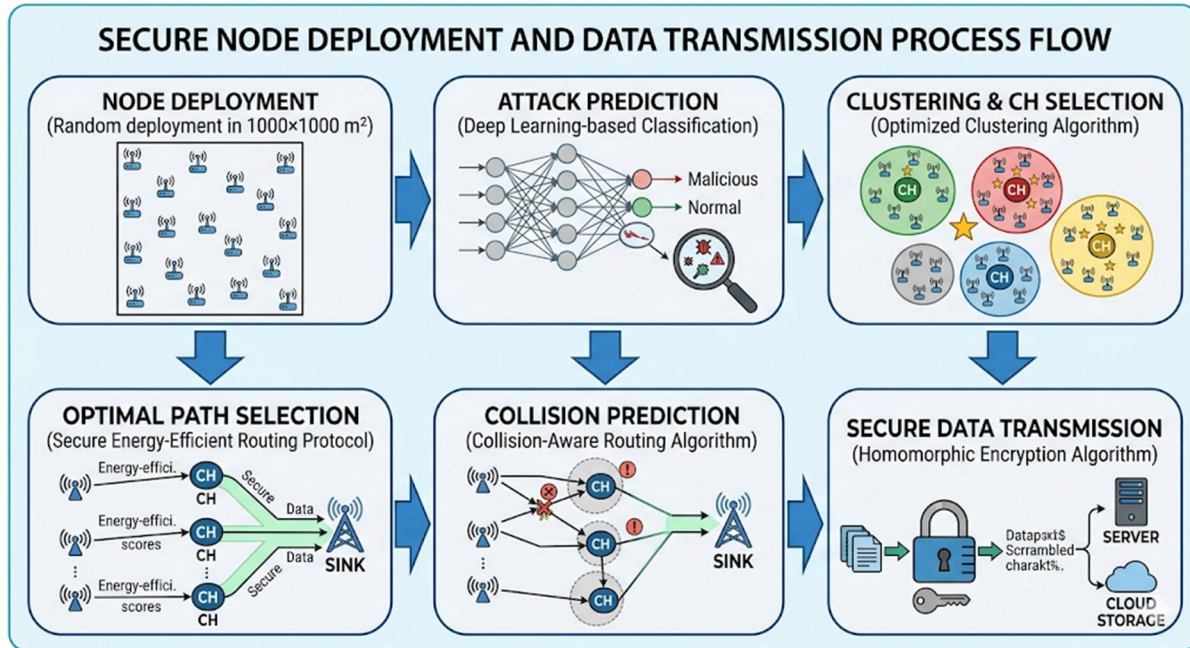 SECURE NODE DEPLOYMENT AND DATA TRANSMISSION PROCESS FLOW
NODE DEPLOYMENT
(Random deployment in 1000×1000 m²)
ATTACK PREDICTION
(Deep Learning-based Classification)
Malicious
Normal
CLUSTERING & CH SELECTION
(Optimized Clustering Algorithm)
CH
CH
CH
CH
OPTIMAL PATH SELECTION
(Secure Energy-Efficient Routing Protocol)
Energy-effici.
CH
CH
Secure
Data
Energy-effici.
scores
CH
CH
SINK
Energy-effici.
scores
CH
CH
Secure
Data
COLLISION PREDICTION
(Collision-Aware Routing Algorithm)
CH
CH
CH
SINK
SECURE DATA TRANSMISSION
(Homomorphic Encryption Algorithm)
Scrrambled
charakt%.
SERVER
CLOUD
STORAGE